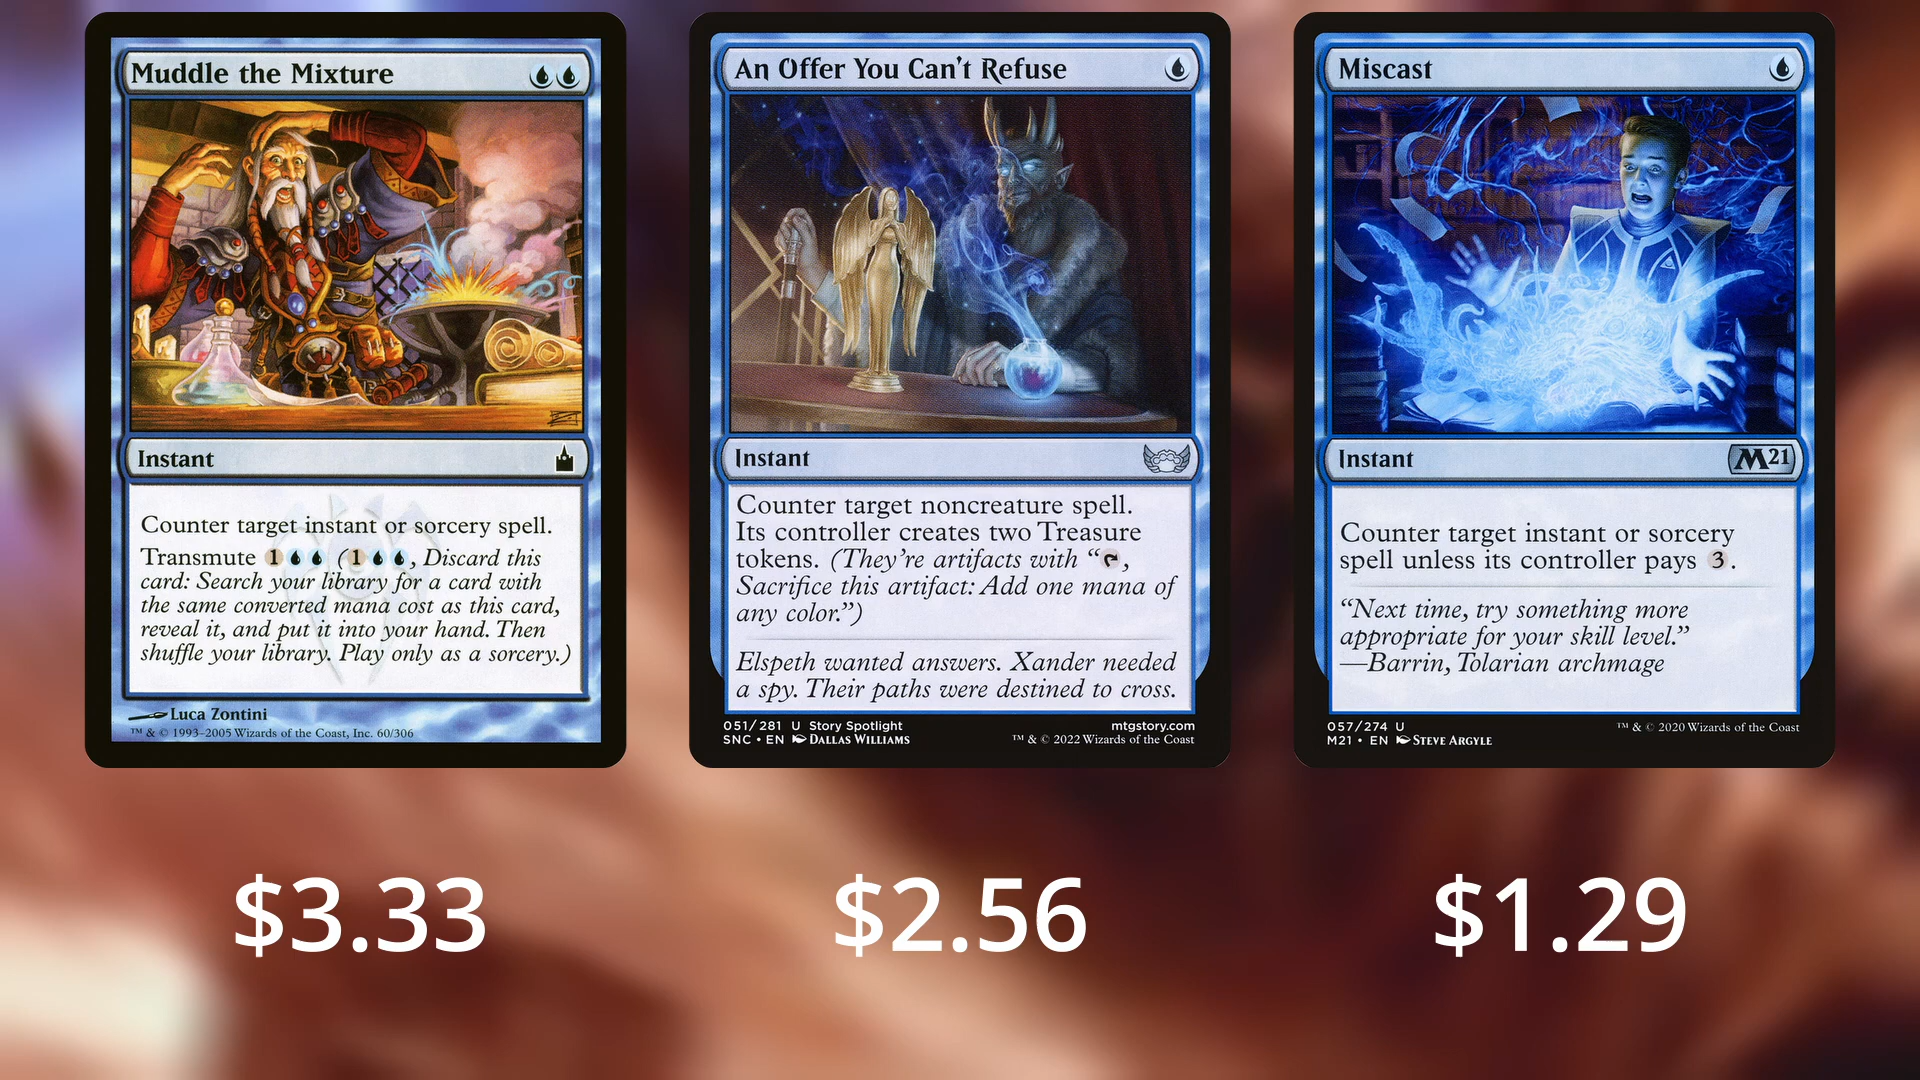 Muddle the Mixture
Instant
Counter target instant or sorcery spell.
Transmute 1 (1 , Discard this
card: Search your library for a card with
the same converted mana cost as this card,
reveal it, and put it into your hand. Then
shuffle your library. Play only as a sorcery.)
Luca Zontini
™ & © 1993–2005 Wizards of the Coast, Inc. 60/306
$3.33
An Offer You Can't Refuse
Instant
Counter target noncreature spell.
Its controller creates two Treasure
tokens. (They're artifacts with “ ,
Sacrifice this artifact: Add one mana of
any color.”)
Elspeth wanted answers. Xander needed
a spy. Their paths were destined to cross.
051/281 U Story Spotlight
SNC • EN DALLAS WILLIAMS
mtgstory.com
™ & © 2022 Wizards of the Coast
$2.56
Miscast
Instant
M21
Counter target instant or sorcery
spell unless its controller pays 3.
“Next time, try something more
appropriate for your skill level.”
—Barrin, Tolarian archmage
057/274 U
M21 • EN STEVE ARGYLE
™ & © 2020 Wizards of the Coast
$1.29